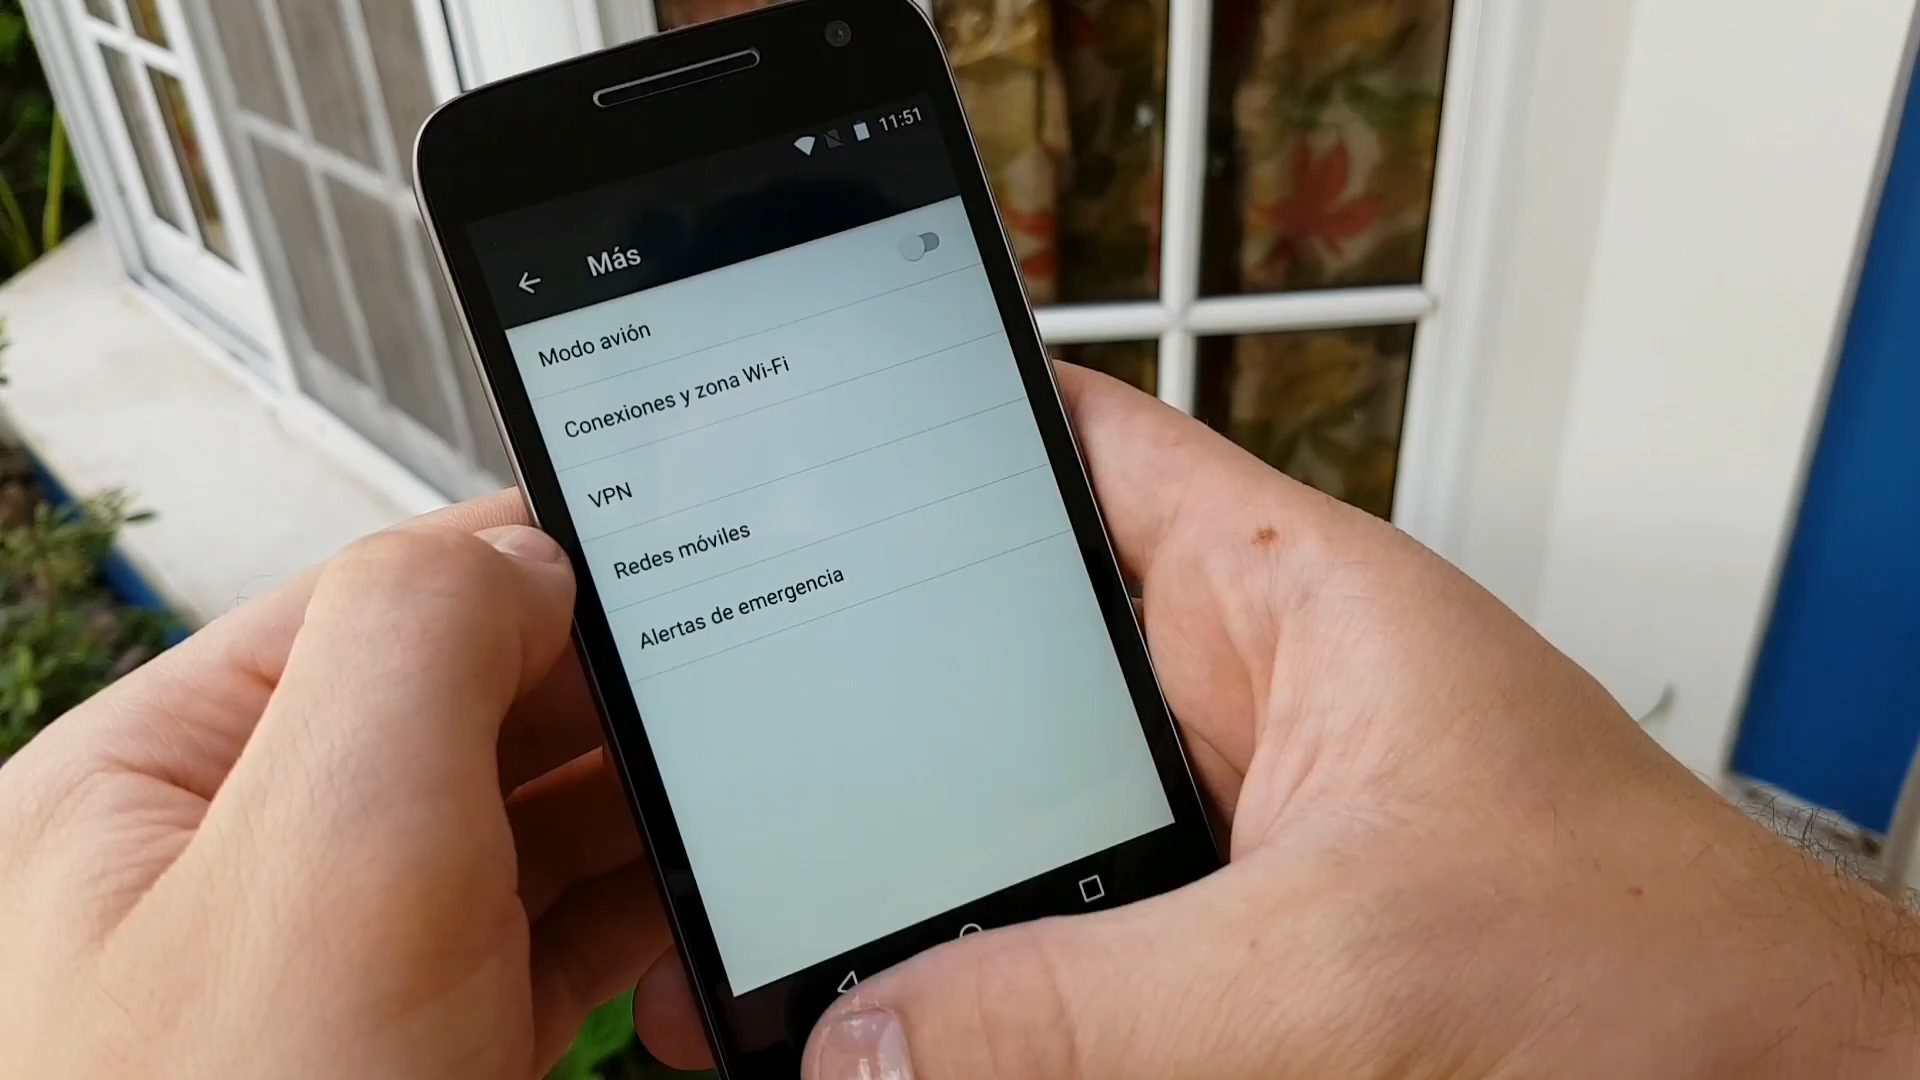 11:51
Más
Modo avión
Conexiones y zona Wi-Fi
VPN
Redes móviles
Alertas de emergencia